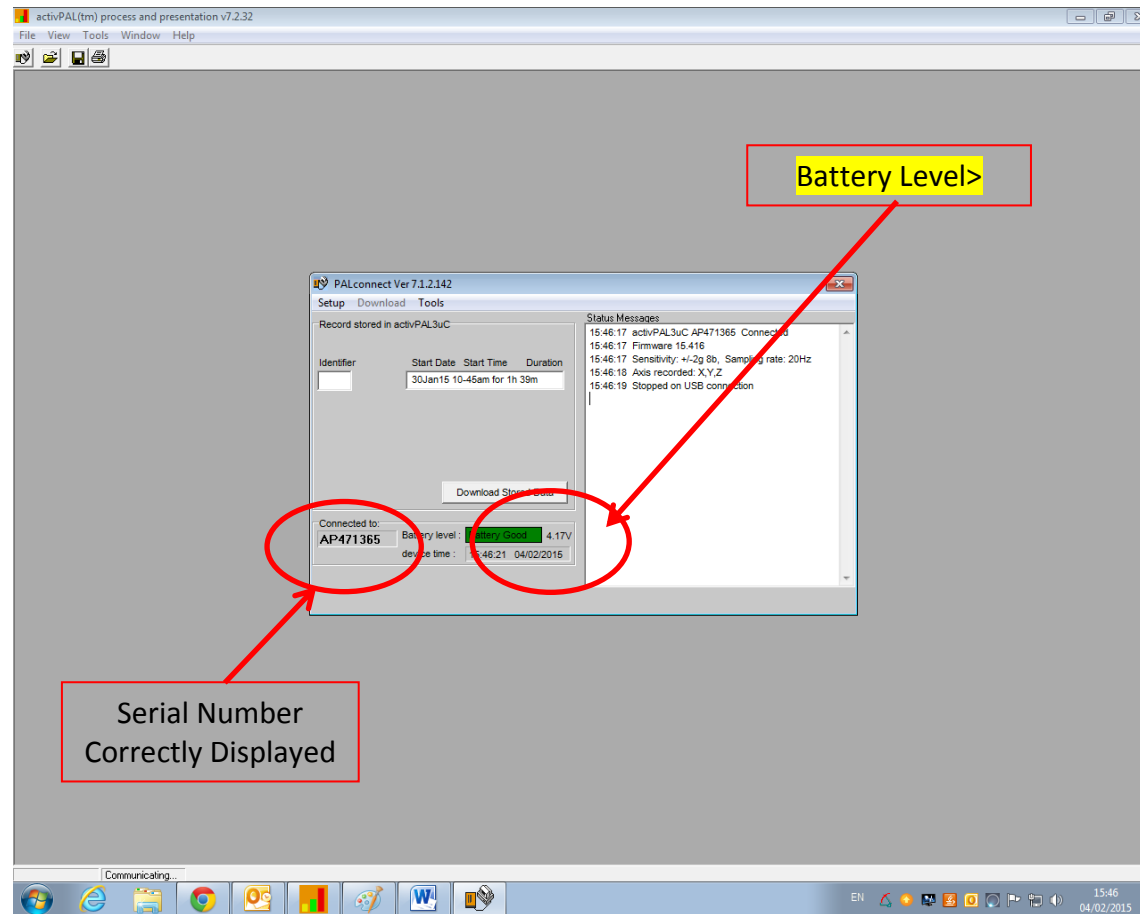 activPAL(tm) process and presentation v7.2.32
File View Tools Window Help
Battery Level>
PALconnect Ver 7.1.2.142
Setup Download Tools
Record stored in activPAL3uC
Identifier Start Date Start Time Duration
30Jan15 10-45am for 1h 39m
Download Stored Data
Connected to:
AP471365
Battery level : Battery Good 4.17V
device time : 15:46:21 04/02/2015
Status Messages
15:46:17 activPAL3uC AP471365 Connected
15:46:17 Firmware 15.416
15:46:17 Sensitivity: +/-2g 8b, Sampling rate: 20Hz
15:46:18 Axis recorded: X,Y,Z
15:46:19 Stopped on USB connection
Serial Number
Correctly Displayed
Communicating...
EN
15:46
04/02/2015